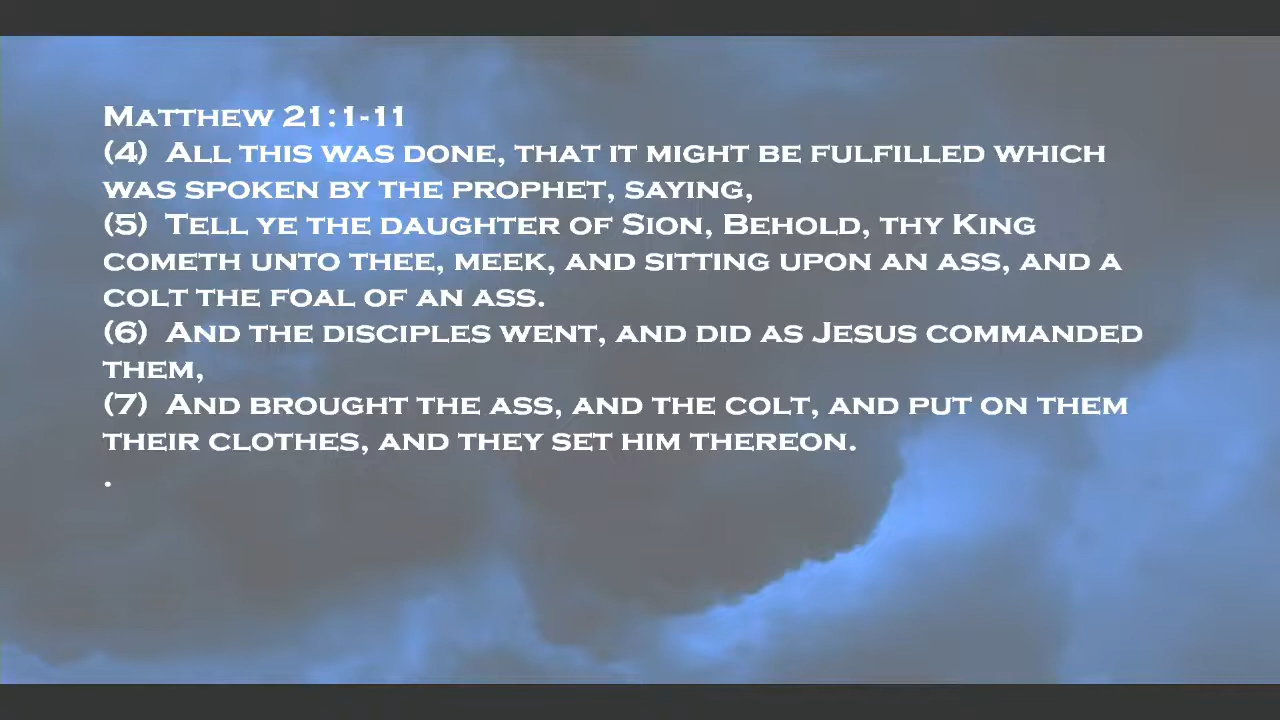 Matthew 21:1-11
(4) All this was done, that it might be fulfilled which
was spoken by the prophet, saying,
(5) Tell ye the daughter of Sion, Behold, thy King
cometh unto thee, meek, and sitting upon an ass, and a
colt the foal of an ass.
(6) And the disciples went, and did as Jesus commanded
them,
(7) And brought the ass, and the colt, and put on them
their clothes, and they set him thereon.
.